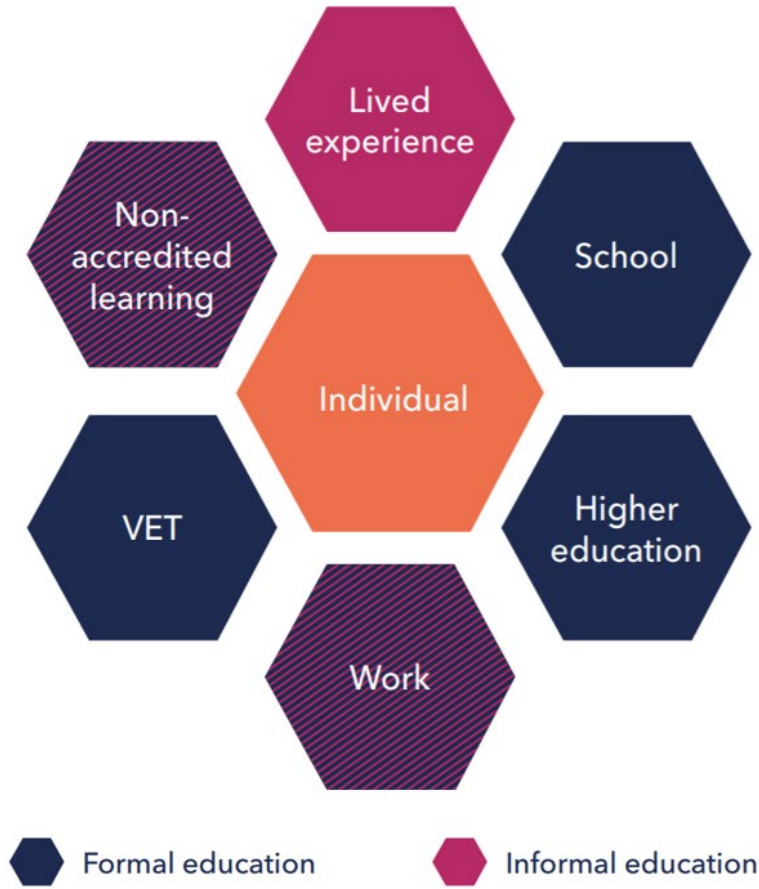 Lived
experience
Non-
accredited
learning
School
Individual
VET
Higher
education
Work
Formal education
Informal education